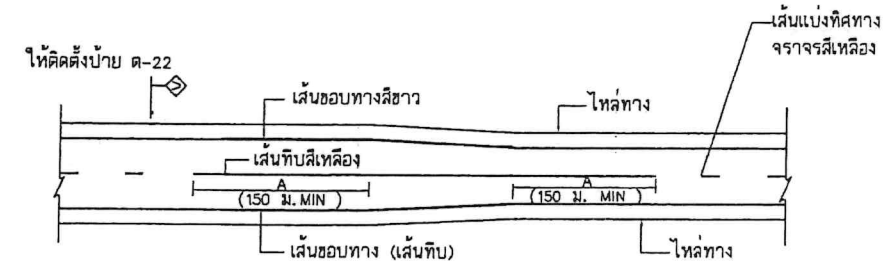 เส้นแบ่งทิศทาง
จราจรสีเหลือง
ให้ติดตั้งป้าย ต-22
เส้นขอบทางสีขาว
ไหล่ทาง
เส้นทึบสีเหลือง
A
(150 ม. MIN )
A
(150 ม. MIN )
เส้นขอบทาง (เส้นทึบ)
ไหล่ทาง